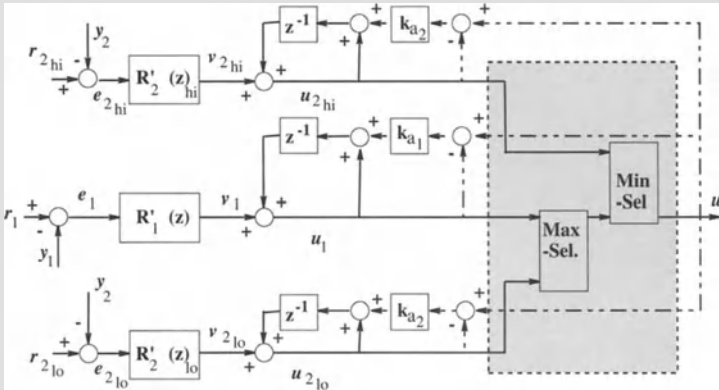 y2 z-1 + ka2 +
- + -
r2hi + e2hi R'2 (z)hi v2hi + + u2hi
z-1 + ka1 +
+ -
r1 + - e1 R'1 (z) v1 + + u1
y1
Min
-Sel
u
Max
-Sel.
y2 z-1 + ka2 +
- + -
r2lo + e2lo R'2 (z)lo v2lo + + u2lo